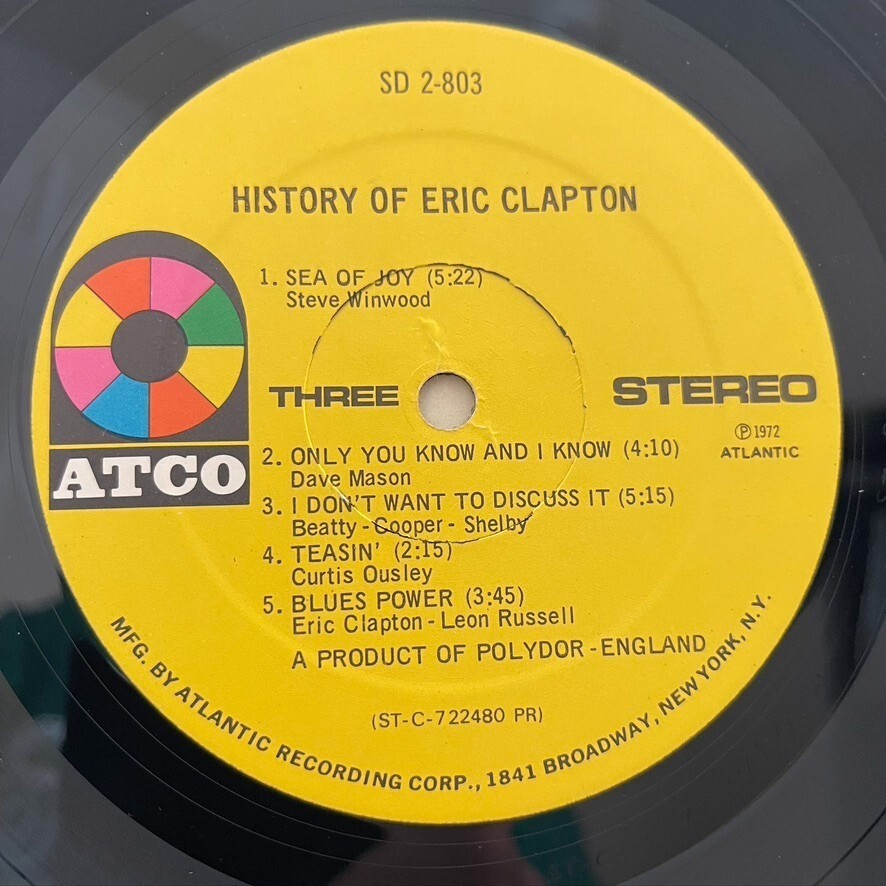 SD 2-803
HISTORY OF ERIC CLAPTON
1. SEA OF JOY (5:22)
Steve Winwood
THREE
STEREO
℗ 1972
ATLANTIC
ATCO
2. ONLY YOU KNOW AND I KNOW (4:10)
Dave Mason
3. I DON'T WANT TO DISCUSS IT (5:15)
Beatty - Cooper - Shelby
4. TEASIN' (2:15)
Curtis Ousley
5. BLUES POWER (3:45)
Eric Clapton - Leon Russell
A PRODUCT OF POLYDOR - ENGLAND
(ST-C-722480 PR)
MFG. BY ATLANTIC RECORDING CORP., 1841 BROADWAY, NEW YORK, N.Y.